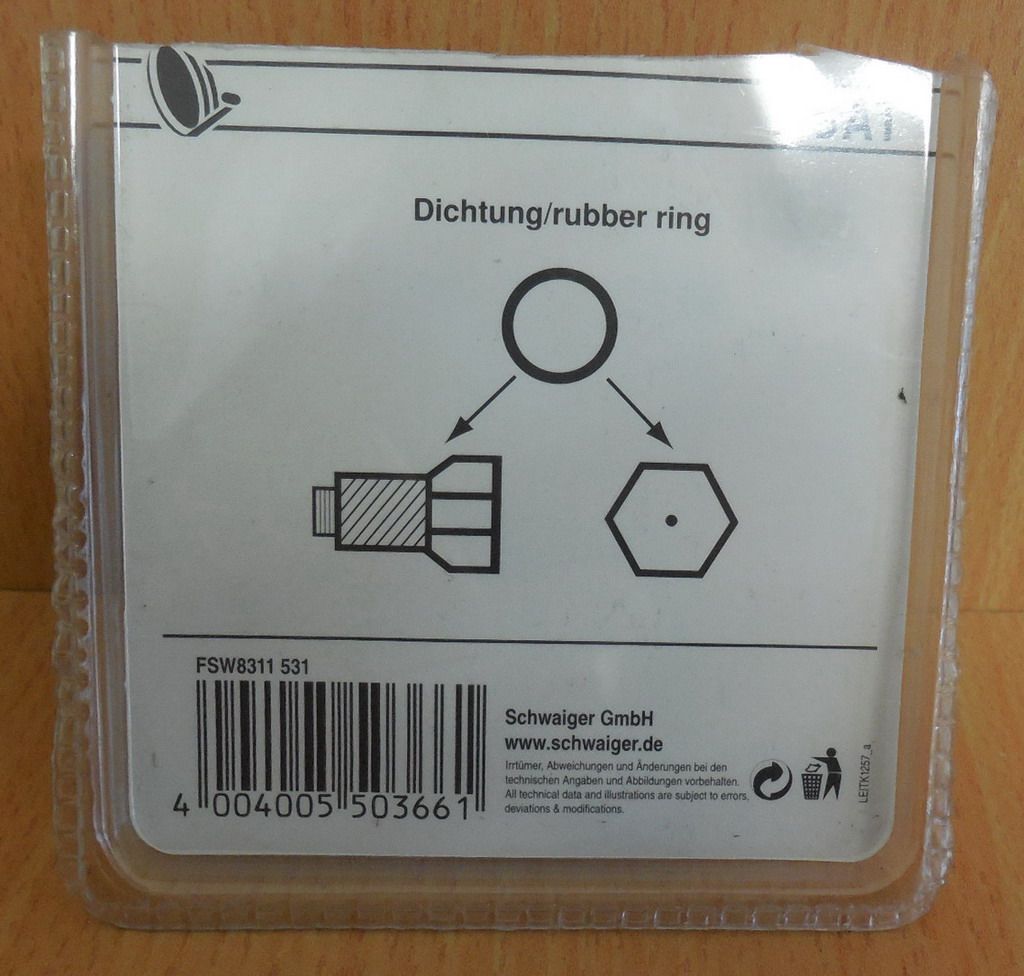 Dichtung/rubber ring
FSW8311 531
4 004005 503661
Schwaiger GmbH
www.schwaiger.de
Irrtümer, Abweichungen und Änderungen bei den
technischen Angaben und Abbildungen vorbehalten.
All technical data and illustrations are subject to errors,
deviations & modifications.
LEITK1257_a